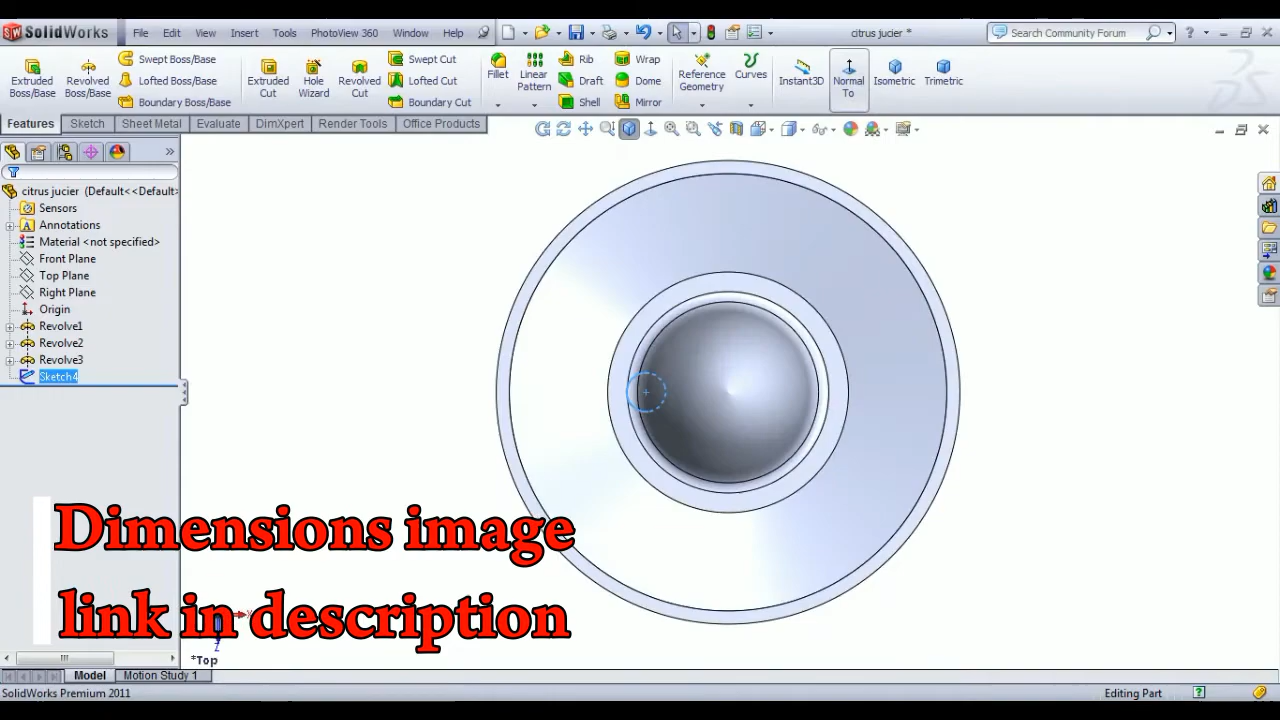 SolidWorks File Edit View Insert Tools PhotoView 360 Window Help citrus jucier * Search Community Forum
Extruded Boss/Base Revolved Boss/Base Swept Boss/Base Lofted Boss/Base Boundary Boss/Base Extruded Cut Hole Wizard Revolved Cut Swept Cut Lofted Cut Boundary Cut Fillet Linear Pattern Rib Draft Shell Wrap Dome Mirror Reference Geometry Curves Instant3D Normal To Isometric Trimetric
Features Sketch Sheet Metal Evaluate DimXpert Render Tools Office Products
citrus jucier (Default<<Default>
Sensors
Annotations
Material <not specified>
Front Plane
Top Plane
Right Plane
Origin
Revolve1
Revolve2
Revolve3
Sketch4
Dimensions image
link in description
X
Z
*Top
Model Motion Study 1
SolidWorks Premium 2011 Editing Part